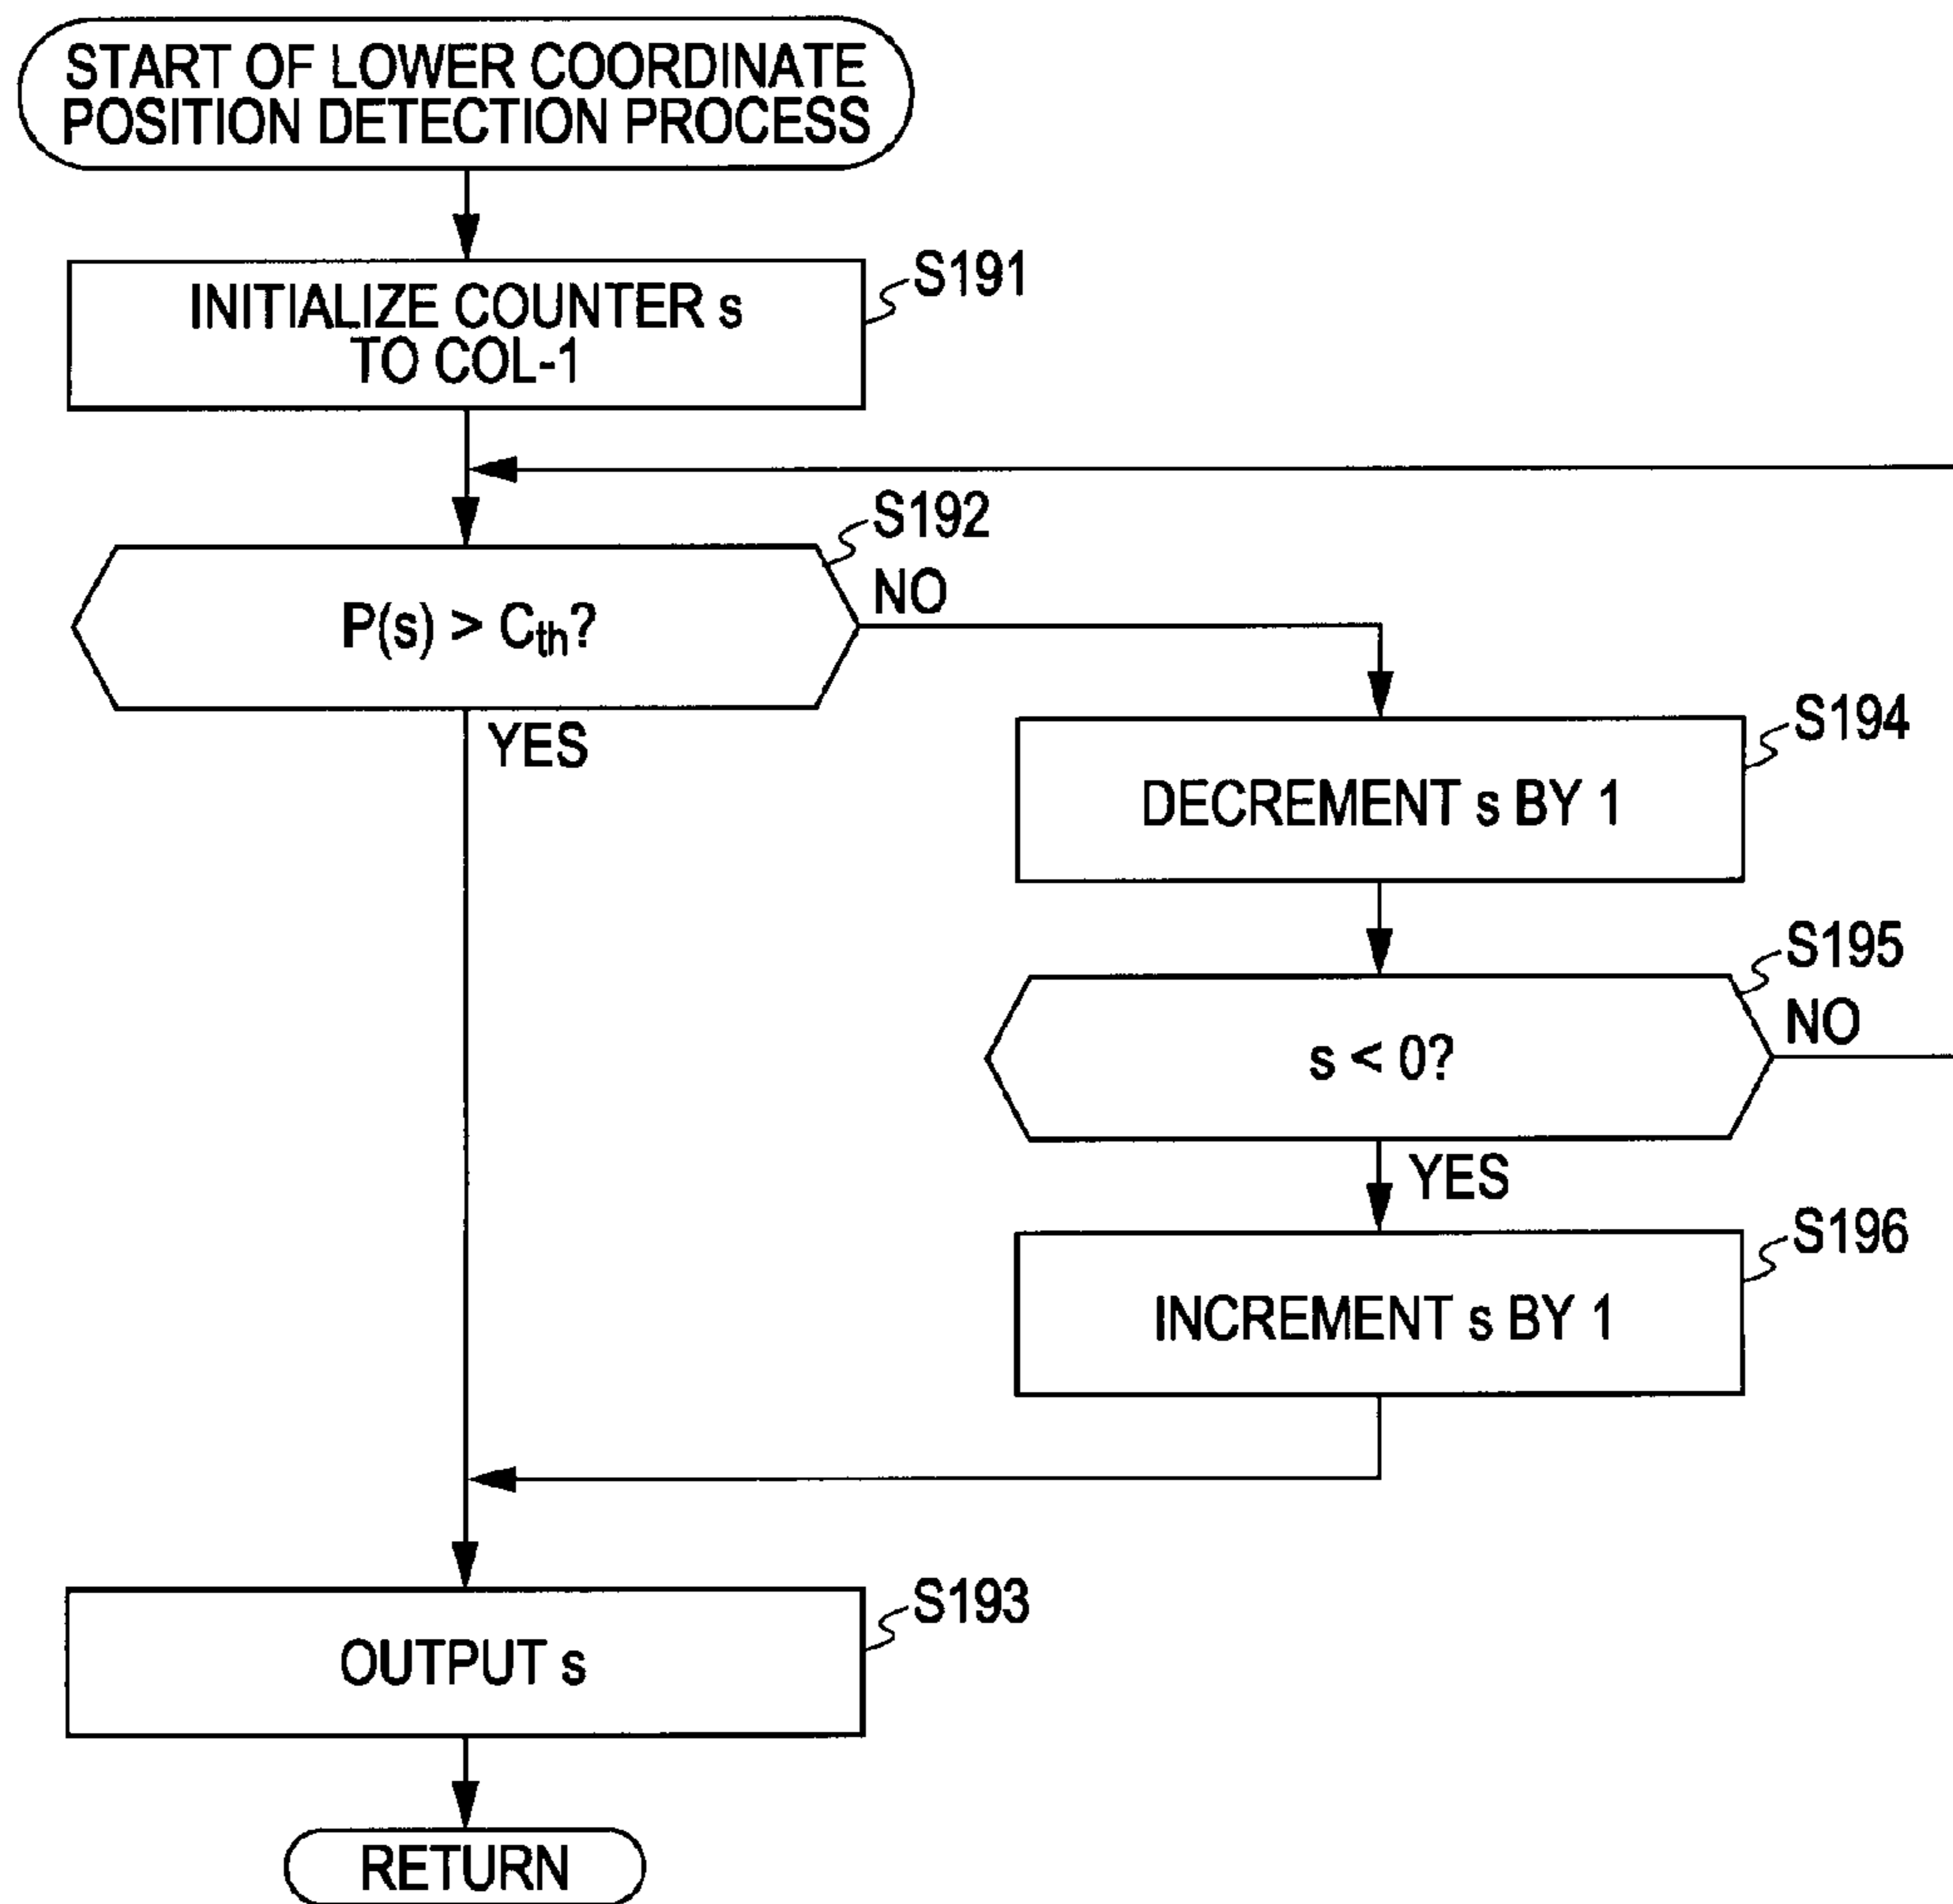 START OF LOWER COORDINATE
POSITION DETECTION PROCESS
INITIALIZE COUNTER s
TO COL-1
S191
P(s) > Cth?
S192
NO
YES
DECREMENT s BY 1
S194
s < 0?
S195
NO
YES
INCREMENT s BY 1
S196
OUTPUT s
S193
RETURN